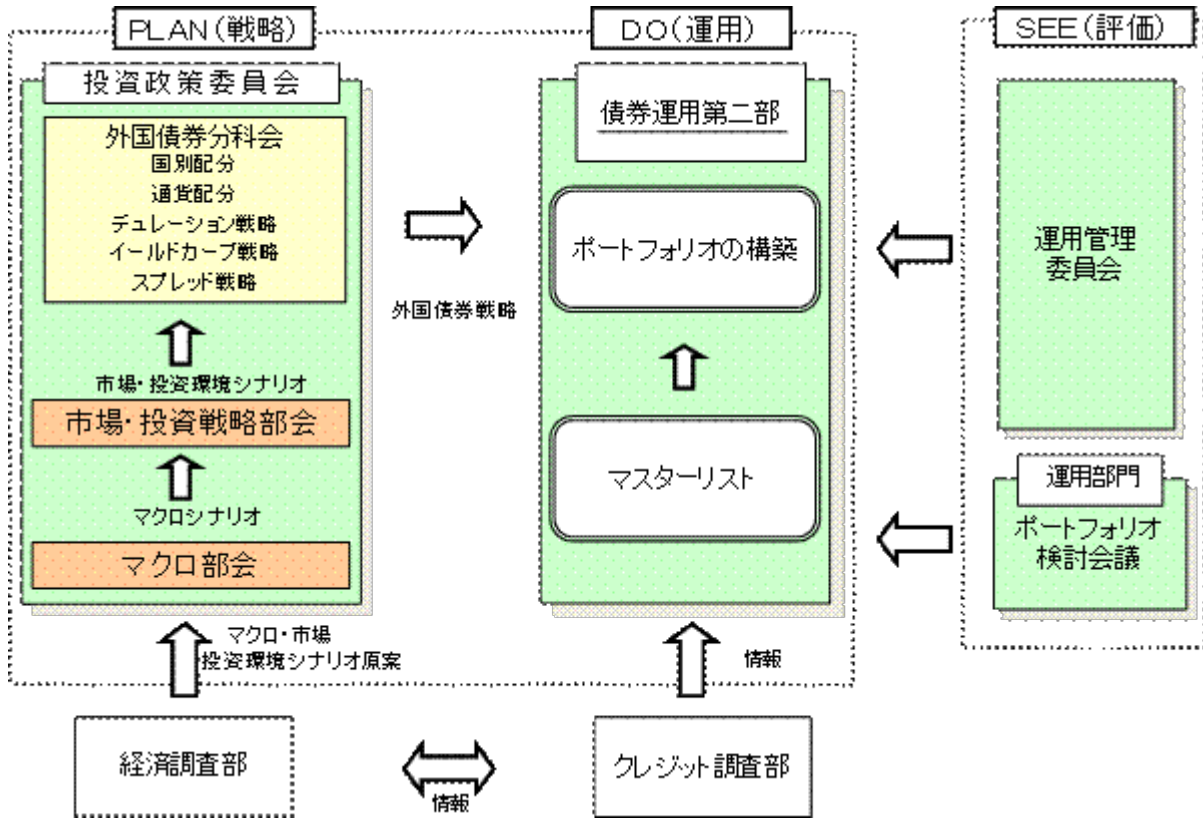 PLAN(戦略)
投資政策委員会
外国債券分科会
国別配分
通貨配分
デュレーション戦略
イールドカーブ戦略
スプレッド戦略
市場・投資環境シナリオ
市場・投資戦略部会
マクロシナリオ
マクロ部会
マクロ・市場
投資環境シナリオ原案
経済調査部
外国債券戦略
情報
DO(運用)
債券運用第二部
ポートフォリオの構築
マスターリスト
情報
クレジット調査部
SEE(評価)
運用管理
委員会
運用部門
ポートフォリオ
検討会議